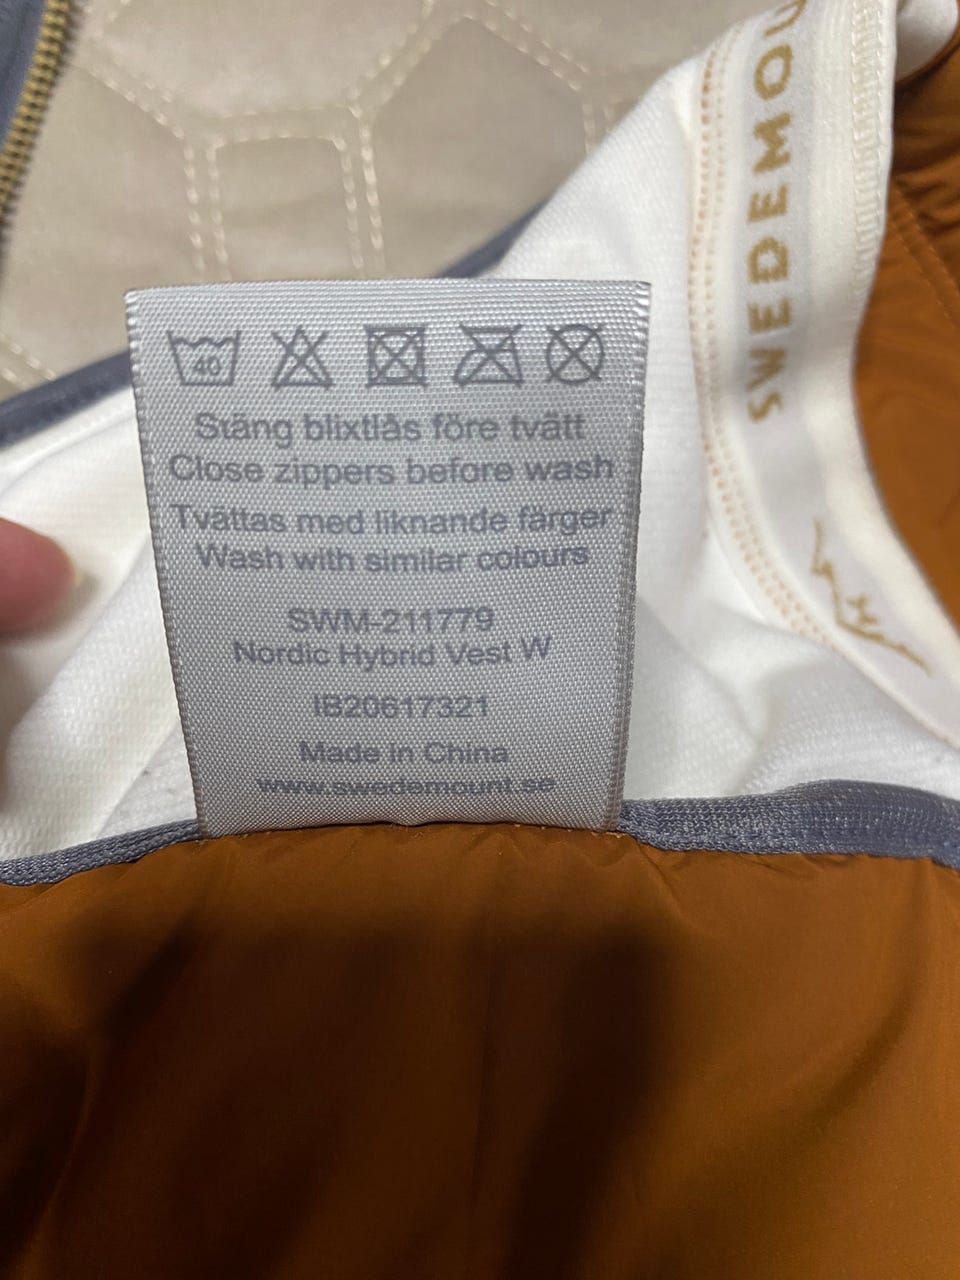 40
Stäng blixtlås före tvätt
Close zippers before wash
Tvättas med liknande färger
Wash with similar colours
SWM-211779
Nordic Hybrid Vest W
IB20617321
Made in China
www.swedemount.se
SWEDEMOU